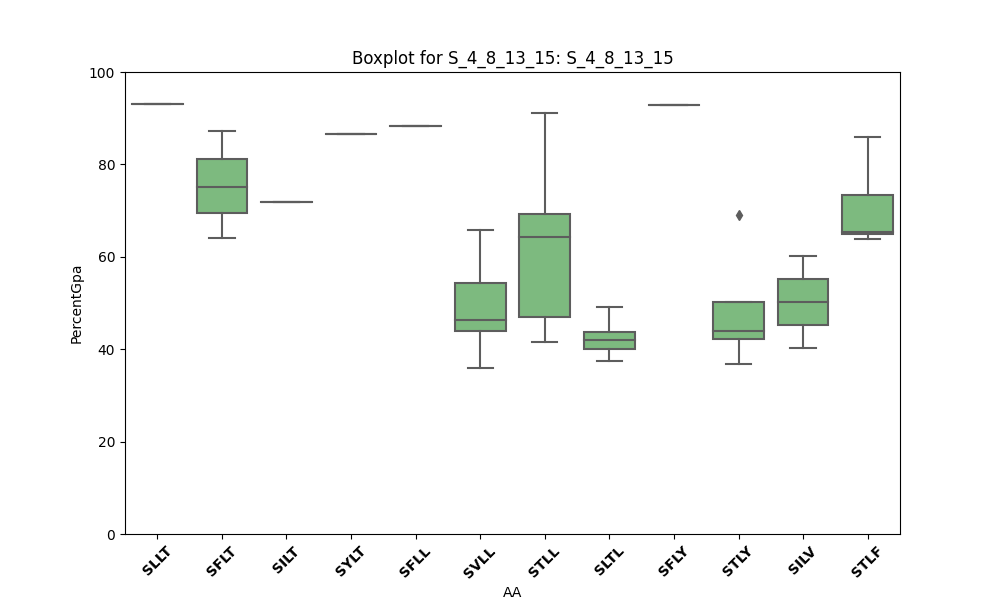 Boxplot for S_4_8_13_15: S_4_8_13_15
100
80
60
40
20
0
PercentGpa
SLLT
SFLT
SILT
SYLT
SFLL
SVLL
STLL
SLTL
SFLY
STLY
SILV
STLF
AA